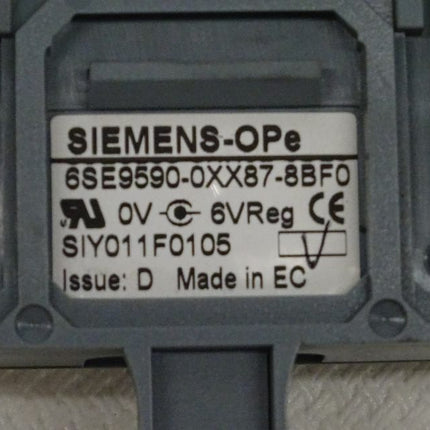 SIEMENS-OPe
6SE9590-0XX87-8BF0
0V 6VReg CE
SIY011F0105
Issue: D Made in EC